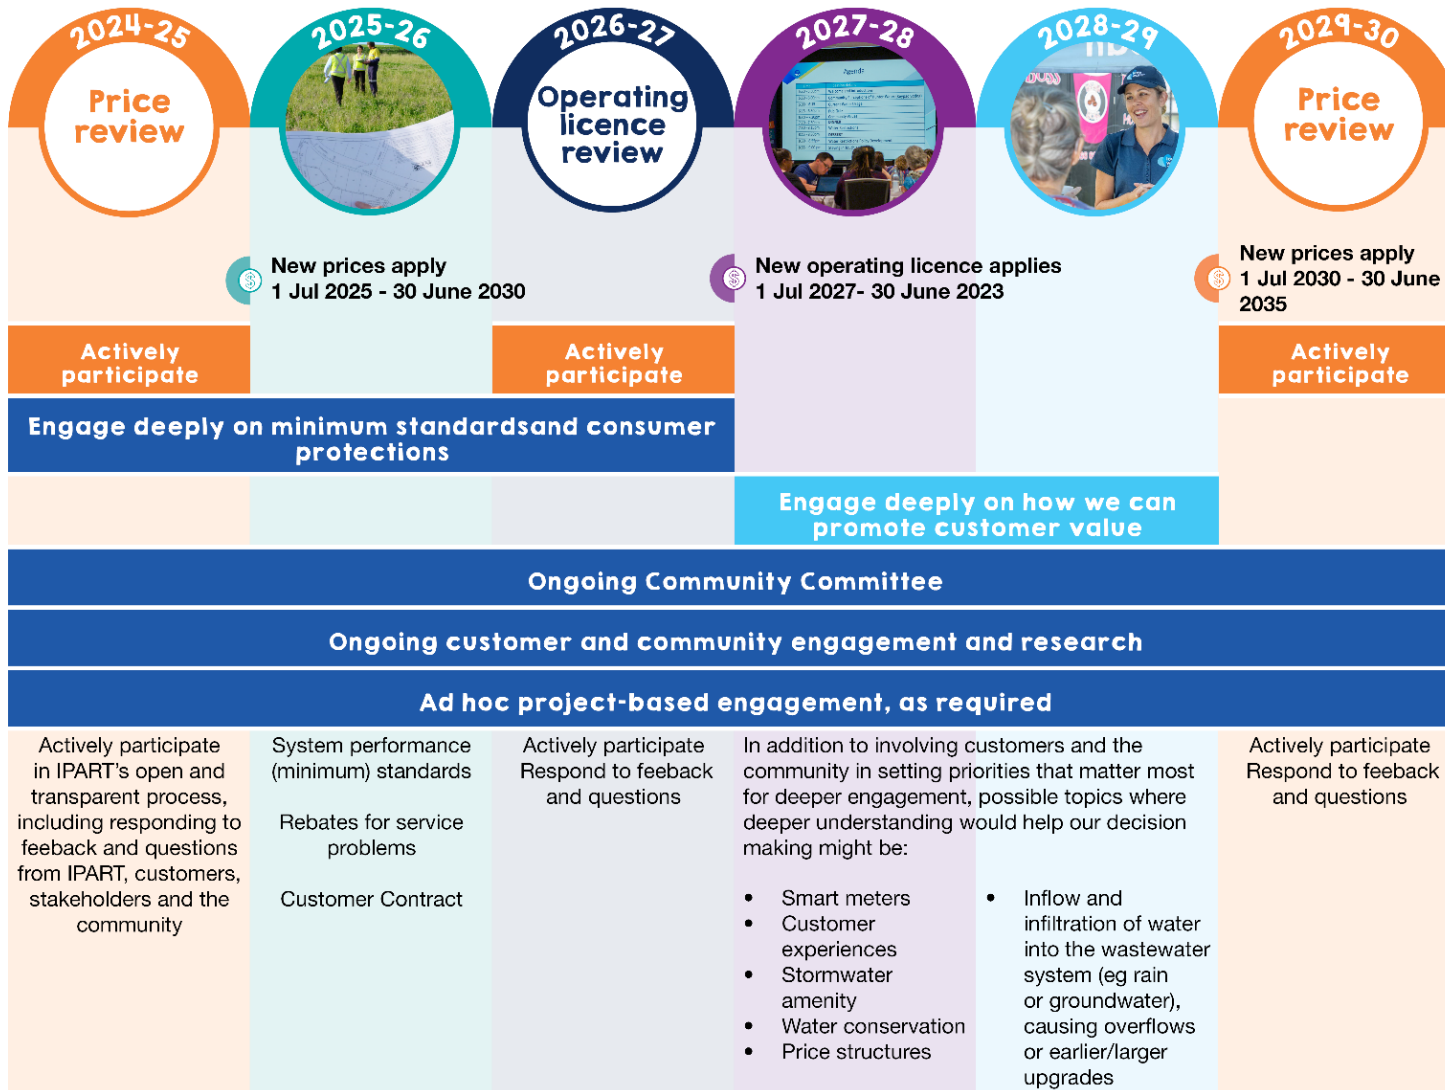 2024-25
2025-26
2026-27
2027-28
2028-29
2029-30
Price
review
Operating
licence
review
Agenda
Price
review
$
New prices apply
1 Jul 2025 - 30 June 2030
$
New operating licence applies
1 Jul 2027- 30 June 2023
$
New prices apply
1 Jul 2030 - 30 June
2035
Actively
participate
Actively
participate
Actively
participate
Engage deeply on minimum standardsand consumer
protections
Engage deeply on how we can
promote customer value
Ongoing Community Committee
Ongoing customer and community engagement and research
Ad hoc project-based engagement, as required
Actively participate
in IPART's open and
transparent process,
including responding to
feeback and questions
from IPART, customers,
stakeholders and the
community
System performance
(minimum) standards
Rebates for service
problems
Customer Contract
Actively participate
Respond to feeback
and questions
In addition to involving customers and the
community in setting priorities that matter most
for deeper engagement, possible topics where
deeper understanding would help our decision
making might be:
• Smart meters
• Customer
experiences
• Stormwater
amenity
• Water conservation
• Price structures
• Inflow and
infiltration of water
into the wastewater
system (eg rain
or groundwater),
causing overflows
or earlier/larger
upgrades
Actively participate
Respond to feeback
and questions